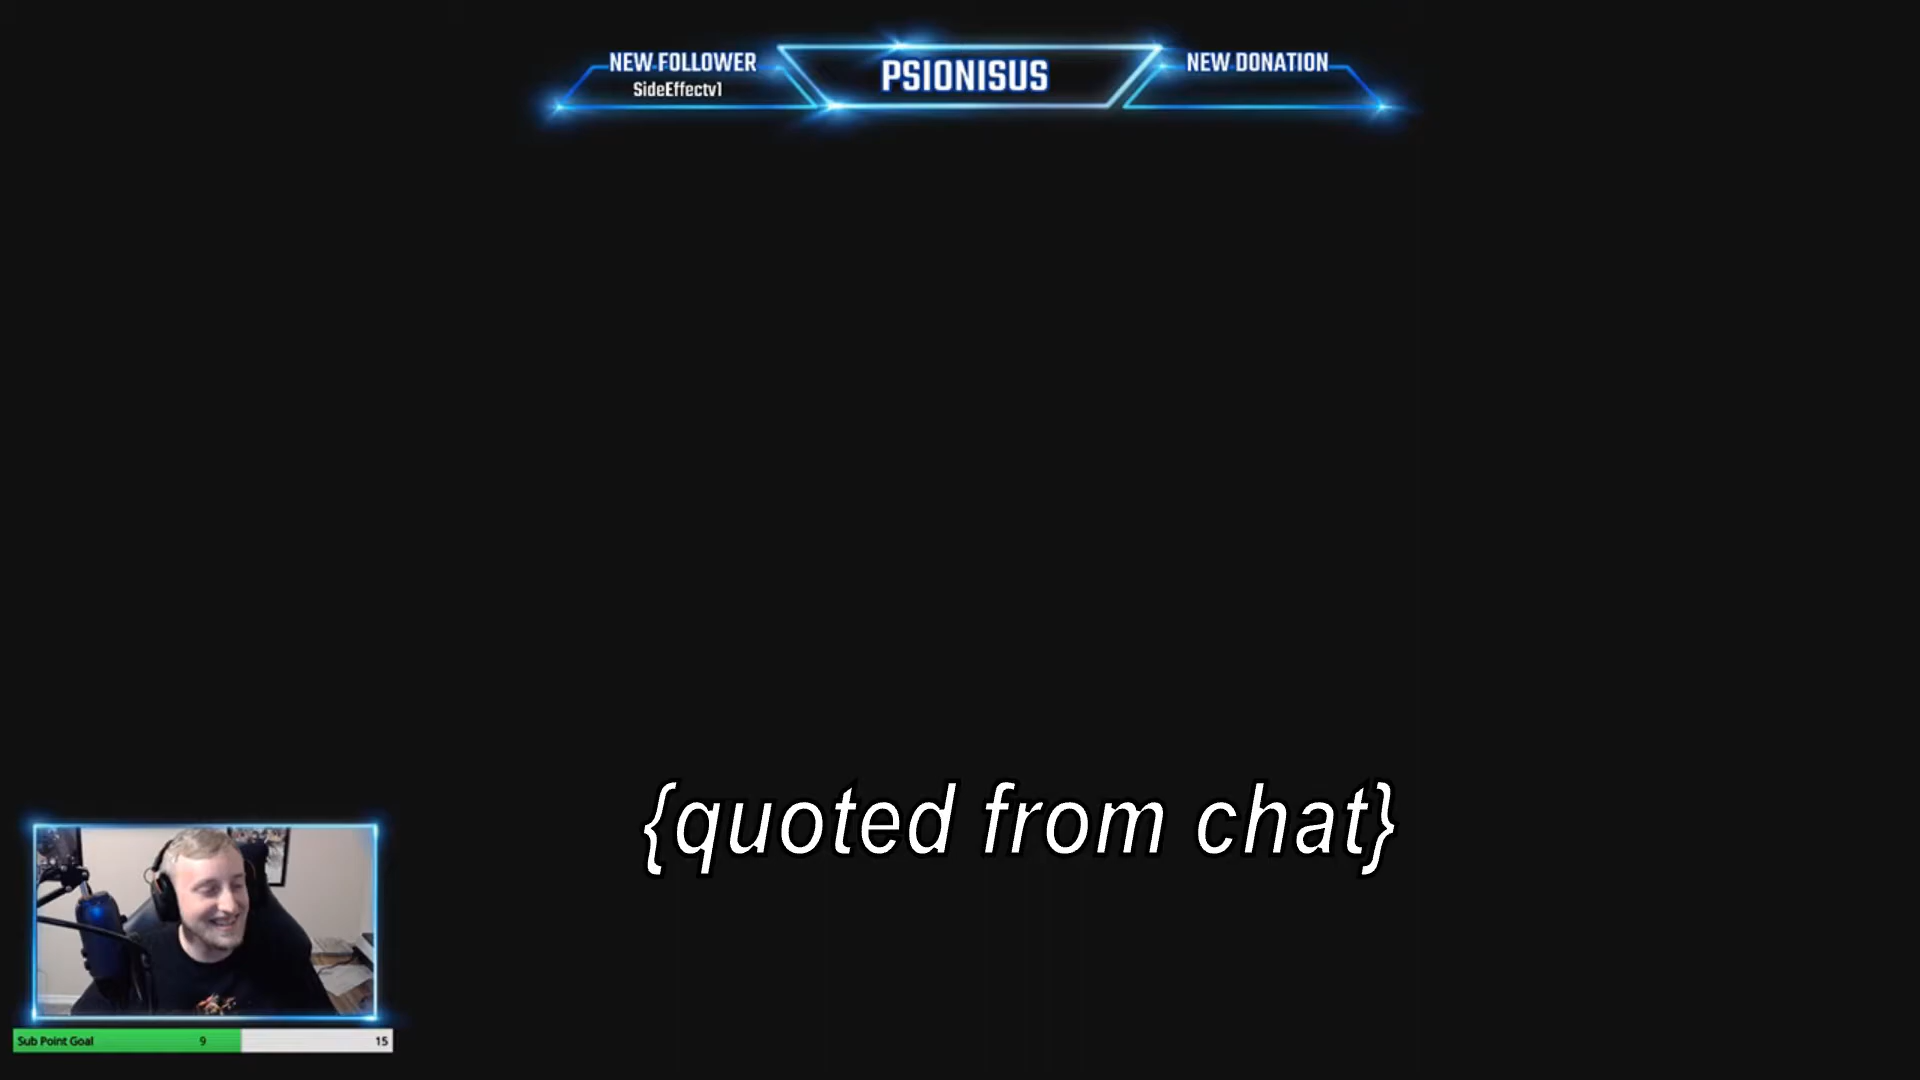 NEW FOLLOWER
SideEffectv1
PSIONISUS
NEW DONATION
{quoted from chat}
Sub Point Goal 9 15